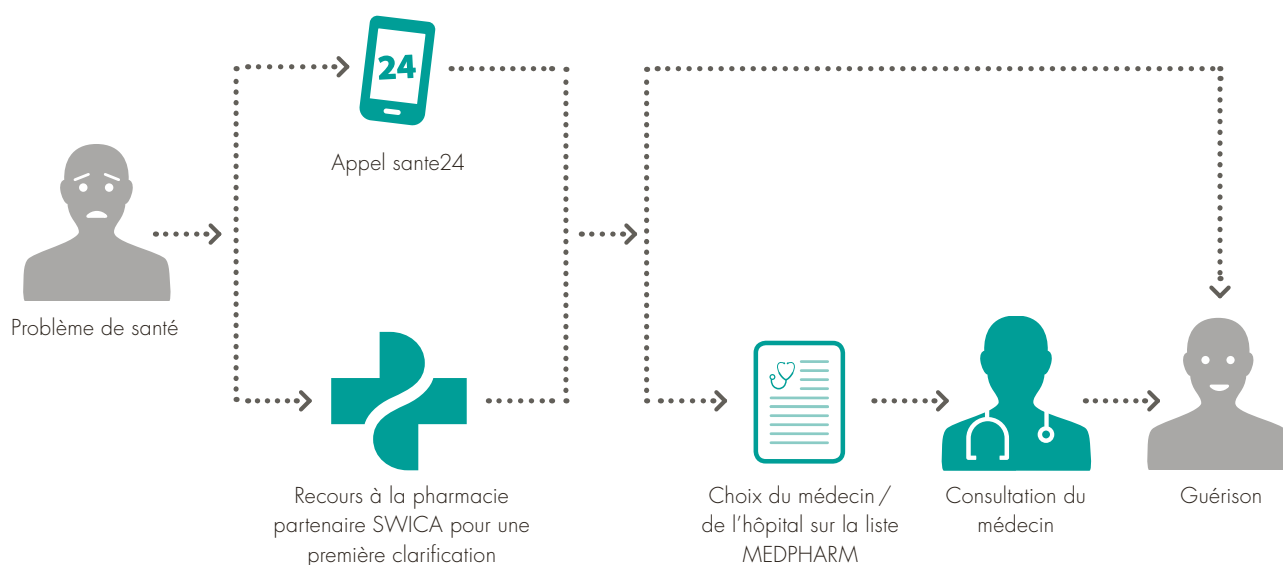 24
Appel sante24
Problème de santé
Recours à la pharmacie
partenaire SWICA pour une
première clarification
Choix du médecin /
de l’hôpital sur la liste
MEDPHARM
Consultation du
médecin
Guérison